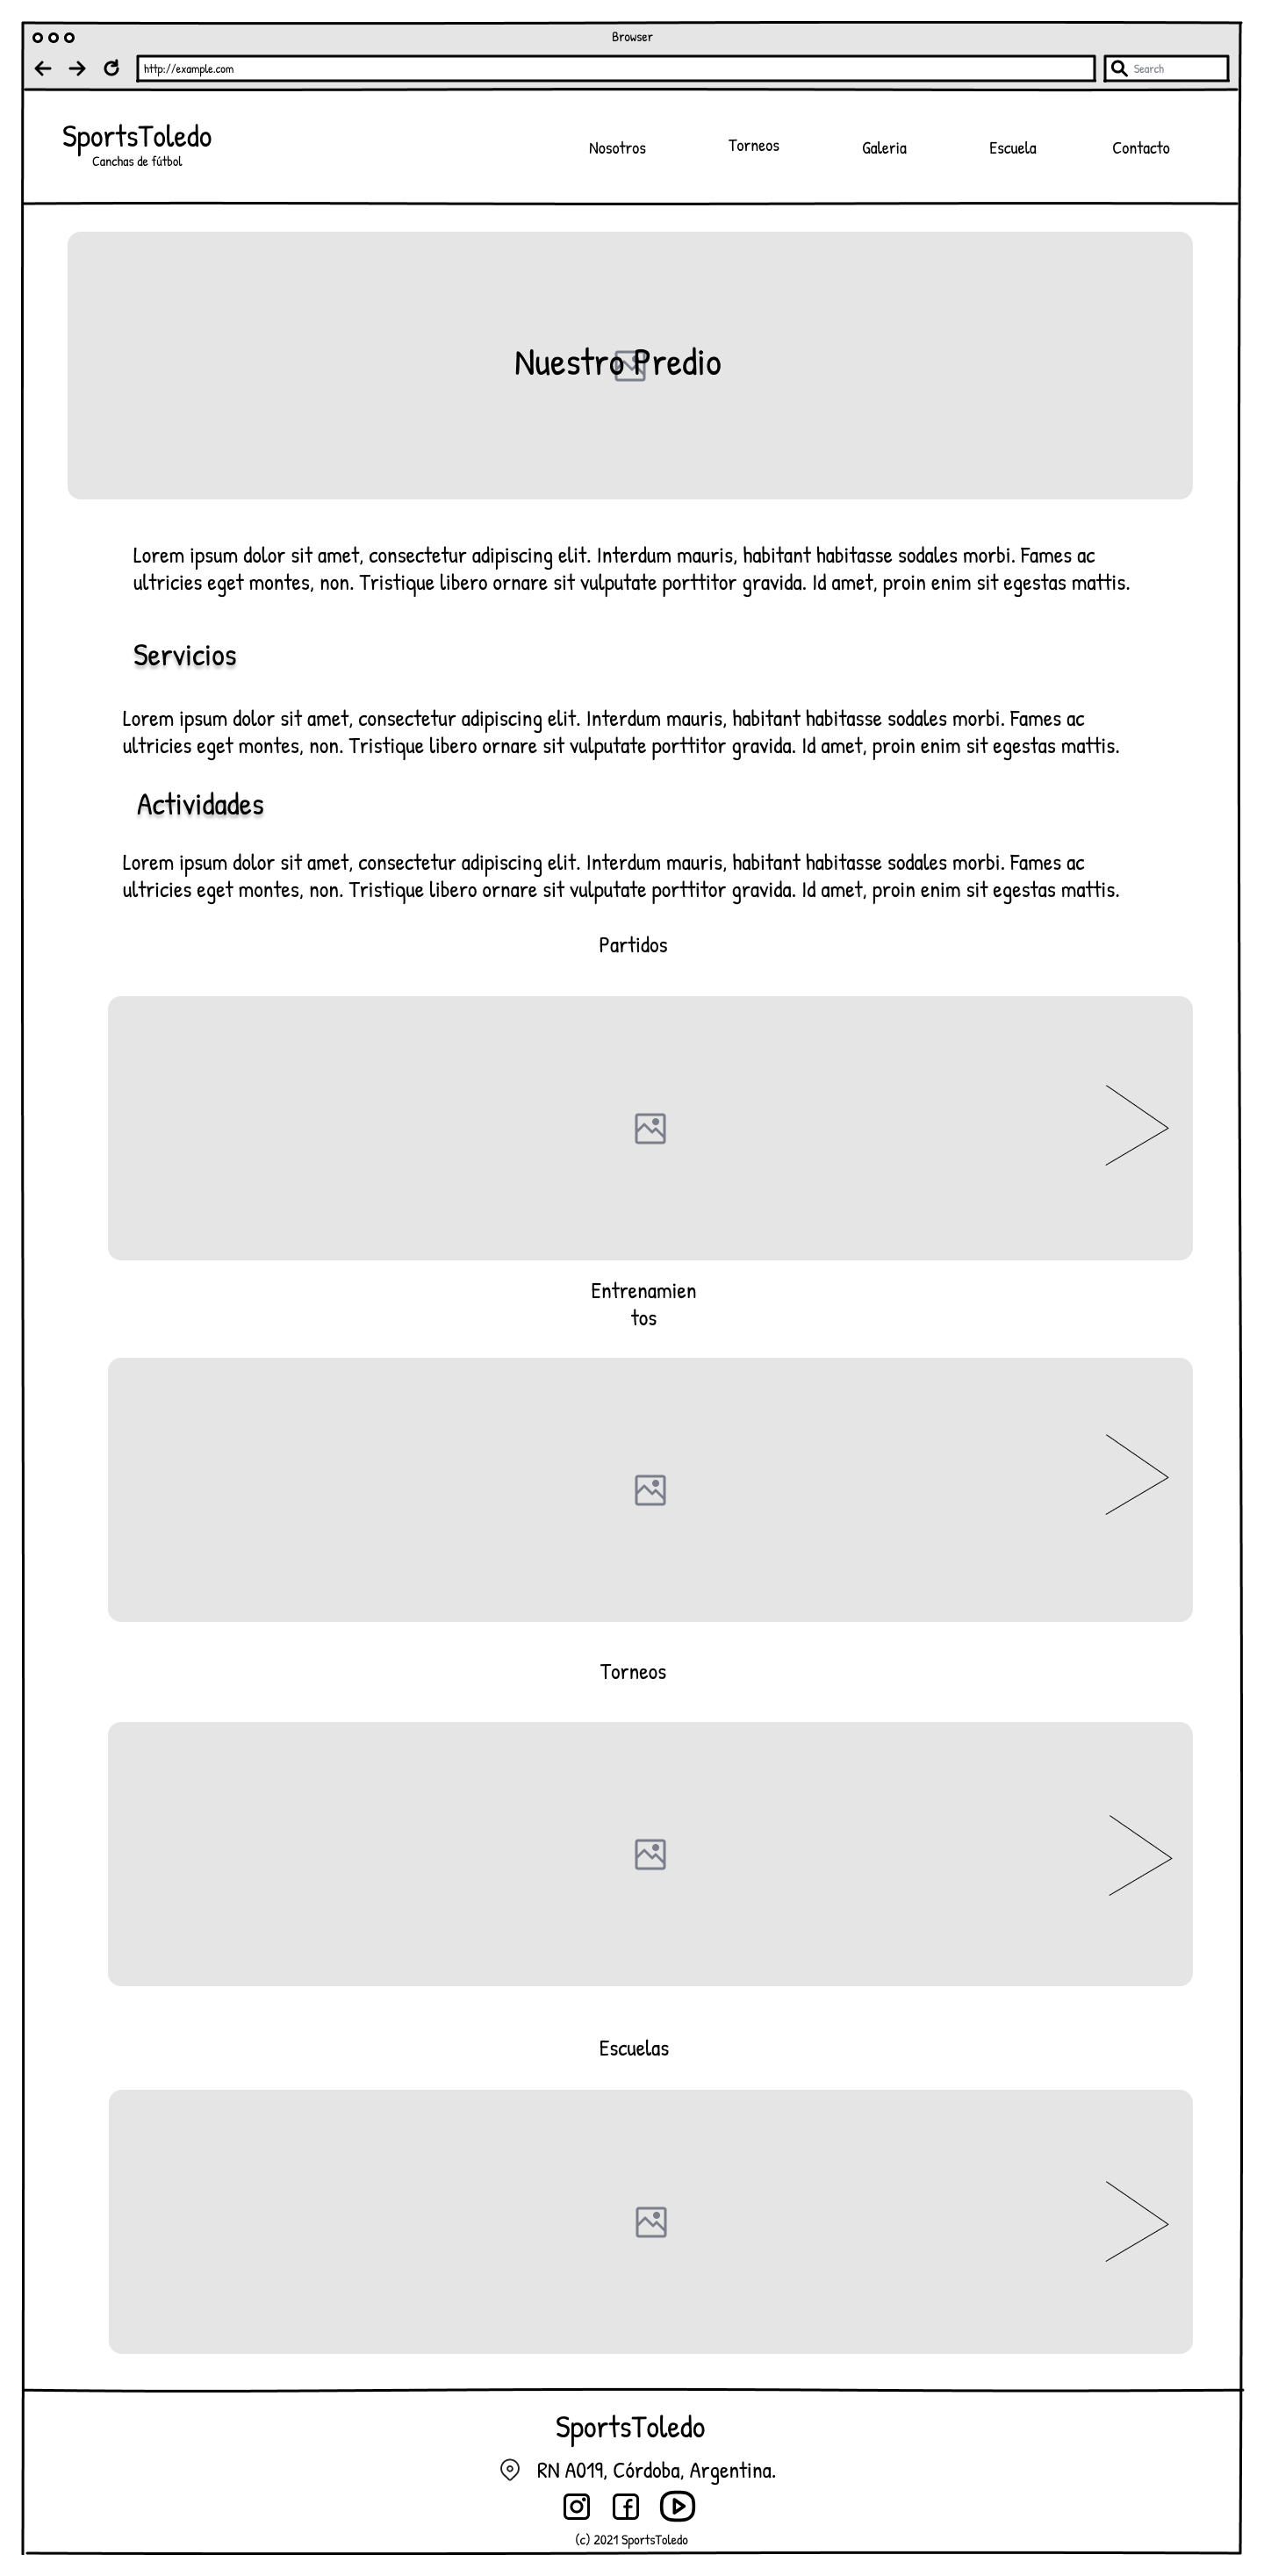 Browser
http://example.com
Search
SportsToledo
Canchas de fútbol
Nosotros
Torneos
Galeria
Escuela
Contacto
Nuestro Predio
Lorem ipsum dolor sit amet, consectetur adipiscing elit. Interdum mauris, habitant habitasse sodales morbi. Fames ac
ultricies eget montes, non. Tristique libero ornare sit vulputate porttitor gravida. Id amet, proin enim sit egestas mattis.
Servicios
Lorem ipsum dolor sit amet, consectetur adipiscing elit. Interdum mauris, habitant habitasse sodales morbi. Fames ac
ultricies eget montes, non. Tristique libero ornare sit vulputate porttitor gravida. Id amet, proin enim sit egestas mattis.
Actividades
Lorem ipsum dolor sit amet, consectetur adipiscing elit. Interdum mauris, habitant habitasse sodales morbi. Fames ac
ultricies eget montes, non. Tristique libero ornare sit vulputate porttitor gravida. Id amet, proin enim sit egestas mattis.
Partidos
Entrenamien
tos
Torneos
Escuelas
SportsToledo
RN A019, Córdoba, Argentina.
(c) 2021 SportsToledo